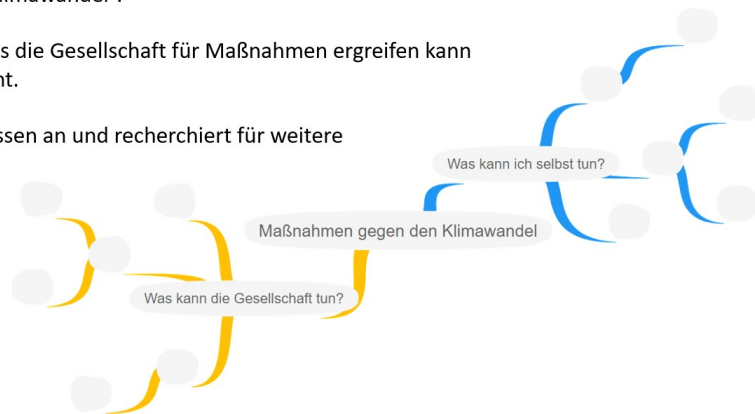 limawandel“?
s die Gesellschaft für Maßnahmen ergreifen kann
nt.
ssen an und recherchiert für weitere
Was kann ich selbst tun?
Maßnahmen gegen den Klimawandel
Was kann die Gesellschaft tun?